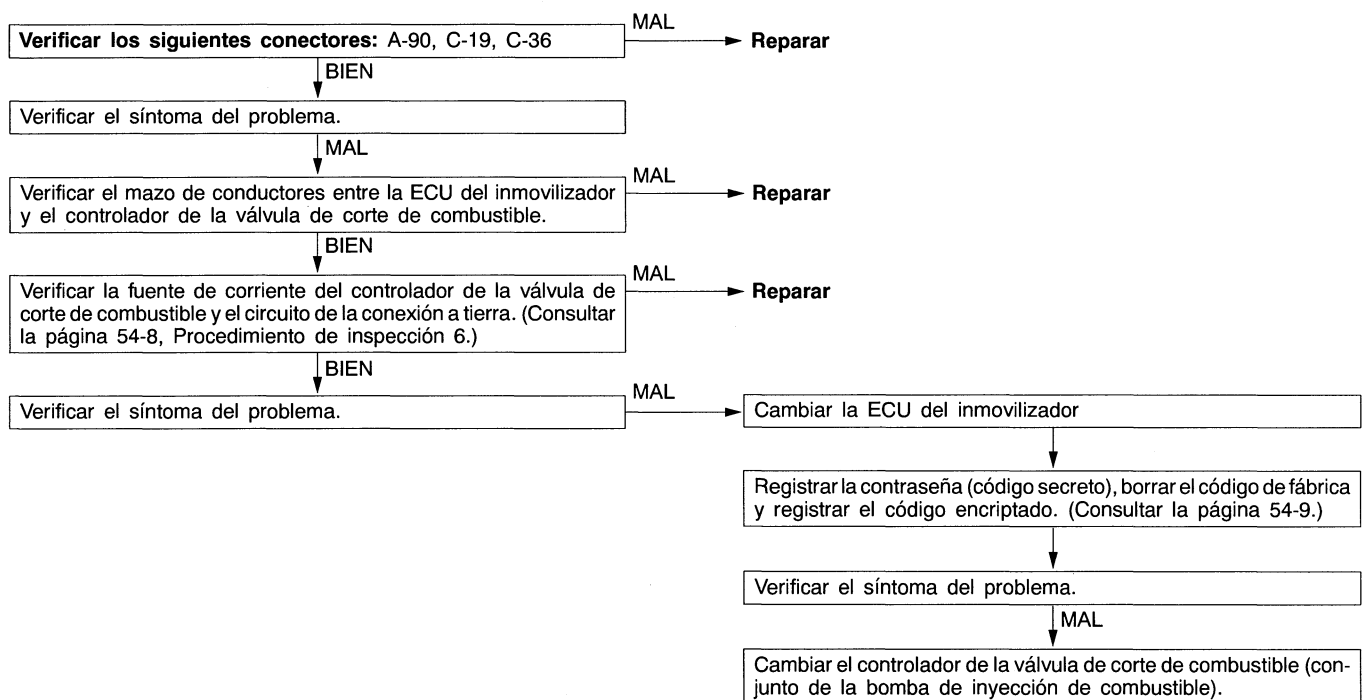 Verificar los siguientes conectores: A-90, C-19, C-36
MAL
Reparar
BIEN
Verificar el síntoma del problema.
MAL
Verificar el mazo de conductores entre la ECU del inmovilizador
y el controlador de la válvula de corte de combustible.
MAL
Reparar
BIEN
Verificar la fuente de corriente del controlador de la válvula de
corte de combustible y el circuito de la conexión a tierra. (Consultar
la página 54-8, Procedimiento de inspección 6.)
MAL
Reparar
BIEN
Verificar el síntoma del problema.
MAL
Cambiar la ECU del inmovilizador
Registrar la contraseña (código secreto), borrar el código de fábrica
y registrar el código encriptado. (Consultar la página 54-9.)
Verificar el síntoma del problema.
MAL
Cambiar el controlador de la válvula de corte de combustible (con-
junto de la bomba de inyección de combustible).